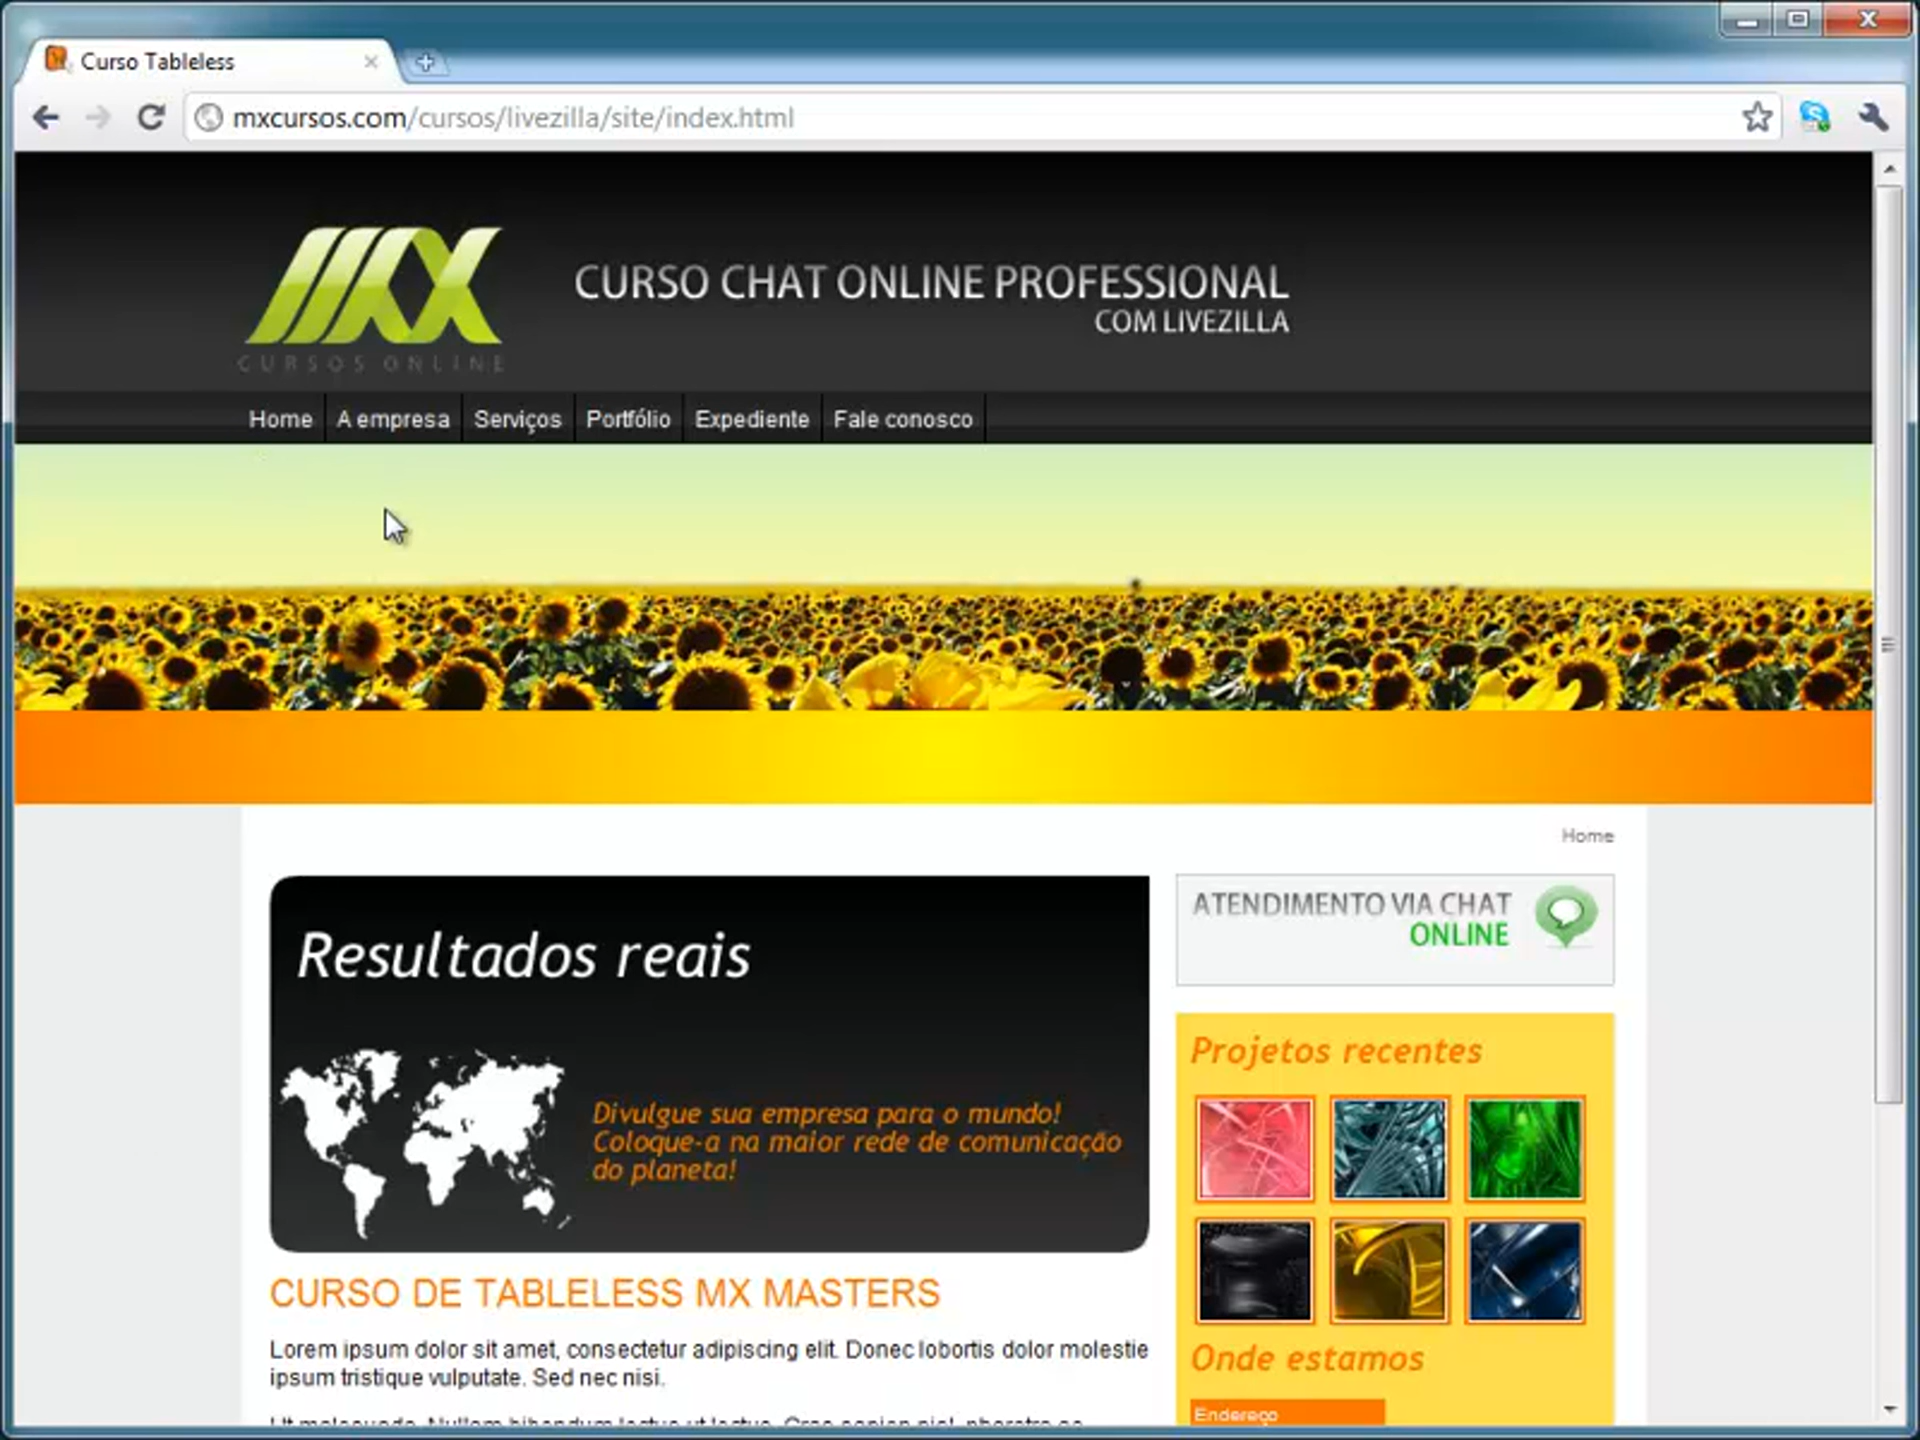 Curso Tableless
mxcursos.com/cursos/livezilla/site/index.html
MX
CURSOS ONLINE
CURSO CHAT ONLINE PROFESSIONAL
COM LIVEZILLA
Home A empresa Serviços Portfólio Expediente Fale conosco
Home
Resultados reais
Divulgue sua empresa para o mundo!
Coloque-a na maior rede de comunicação
do planeta!
ATENDIMENTO VIA CHAT
ONLINE
Projetos recentes
CURSO DE TABLELESS MX MASTERS
Lorem ipsum dolor sit amet, consectetur adipiscing elit. Donec lobortis dolor molestie
ipsum tristique vulputate. Sed nec nisi.
Onde estamos
Endereço